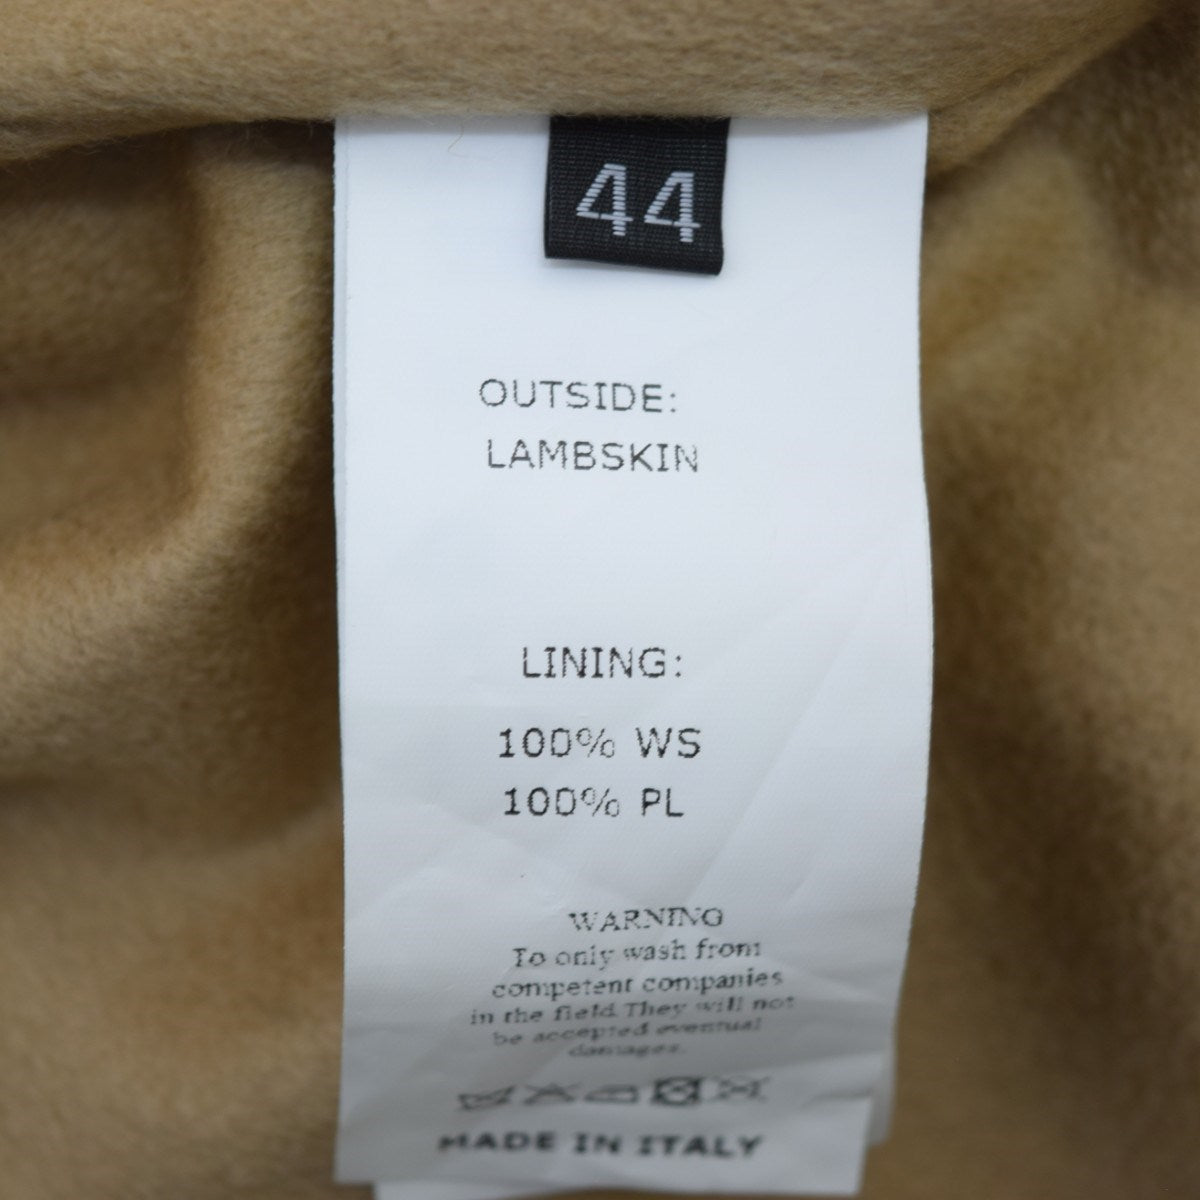 44
OUTSIDE:
LAMBSKIN
LINING:
100% WS
100% PL
WARNING
To only wash from
competent companies
in the field.They will not
be accepted eventual
damages.
MADE IN ITALY